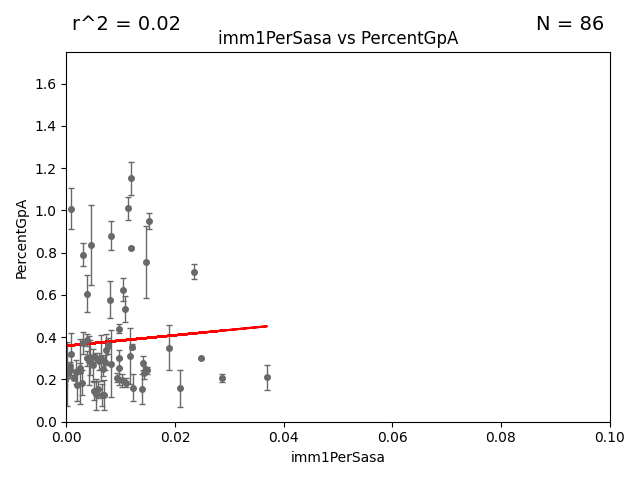 r^2 = 0.02
N = 86
imm1PerSasa vs PercentGpA
PercentGpA
1.6
1.4
1.2
1.0
0.8
0.6
0.4
0.2
0.0
0.00 0.02 0.04 0.06 0.08 0.10
imm1PerSasa